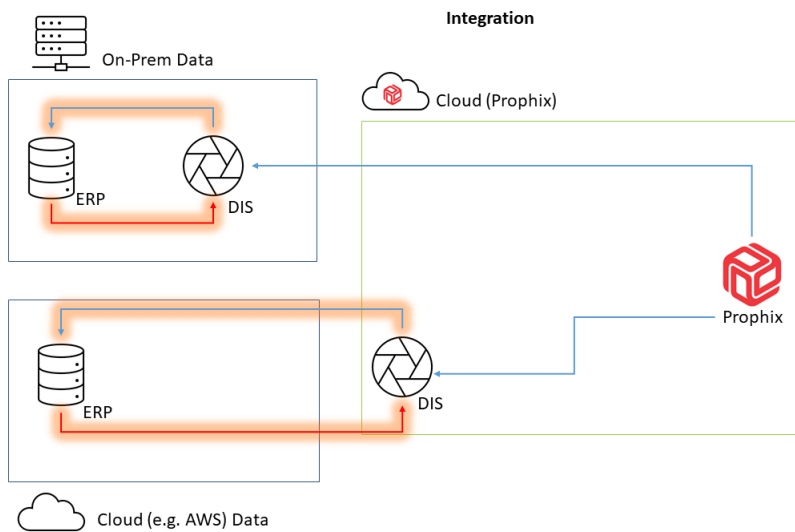 Integration
On-Prem Data
Cloud (Prophix)
ERP
DIS
Prophix
ERP
DIS
Cloud (e.g. AWS) Data